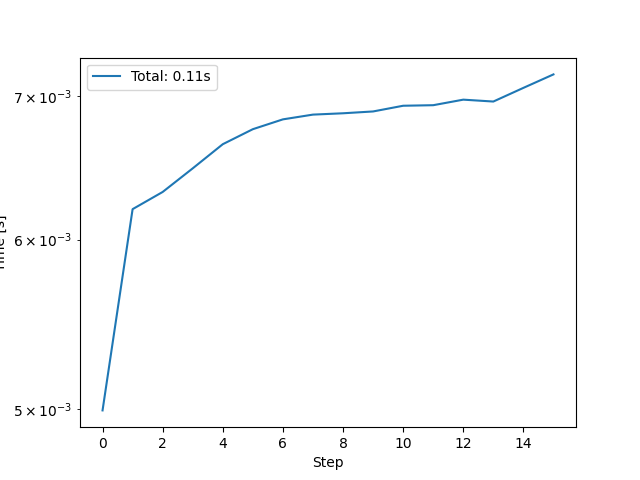 Total: 0.11s
7 × 10⁻³
6 × 10⁻³
5 × 10⁻³
Time [s]
0 2 4 6 8 10 12 14
Step